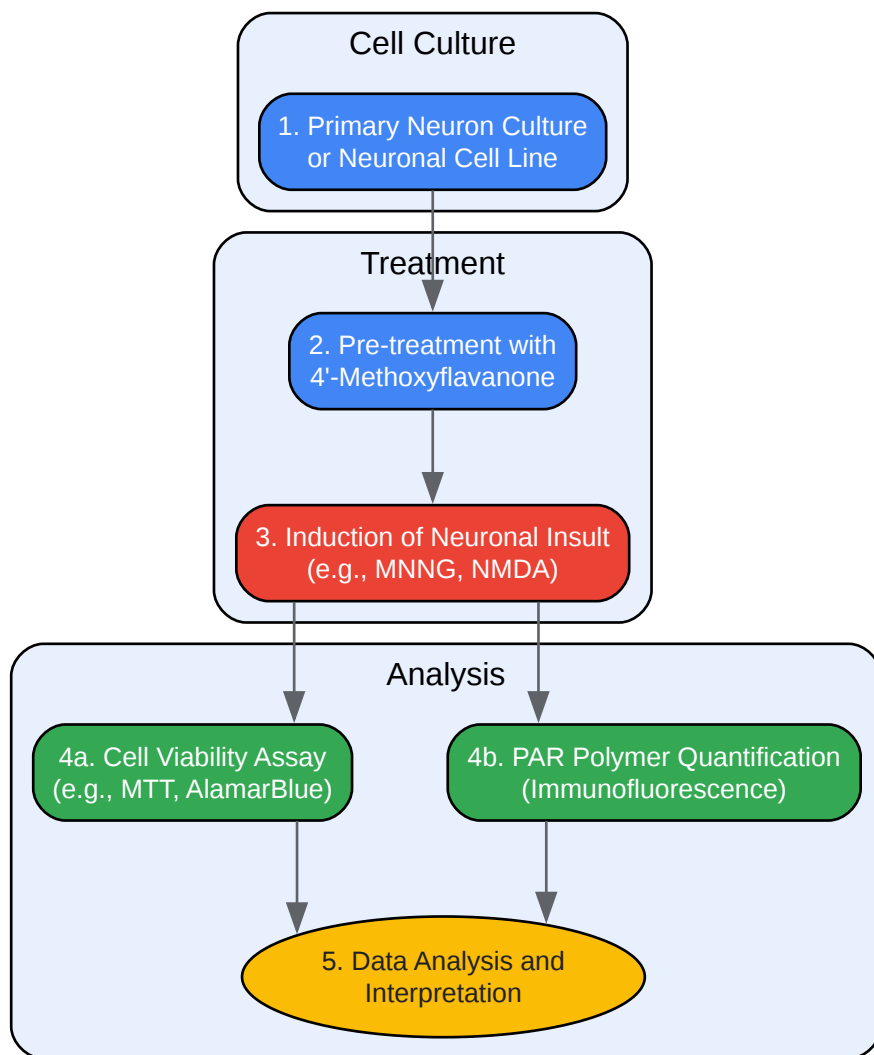 Cell Culture
1. Primary Neuron Culture
or Neuronal Cell Line
Treatment
2. Pre-treatment with
4'-Methoxyflavanone
3. Induction of Neuronal Insult
(e.g., MNNG, NMDA)
Analysis
4a. Cell Viability Assay
(e.g., MTT, AlamarBlue)
4b. PAR Polymer Quantification
(Immunofluorescence)
5. Data Analysis and
Interpretation